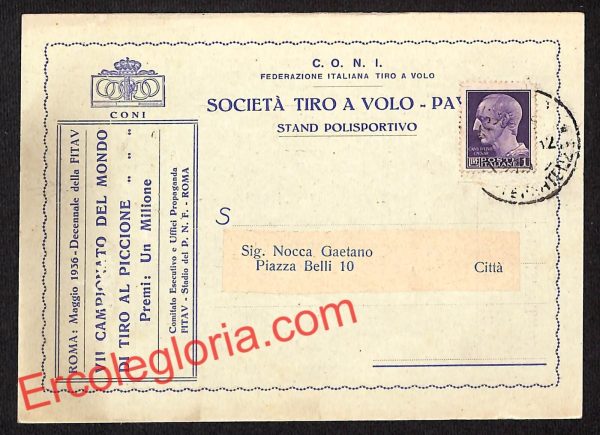 C. O. N. I.
FEDERAZIONE ITALIANA TIRO A VOLO
SOCIETÀ TIRO A VOLO - PAV
STAND POLISPORTIVO
CONI
ROMA: Maggio 1936 - Decennale della FITAV
VII CAMPIONATO DEL MONDO
DI TIRO AL PICCIONE " " "
Premi: Un Milione
Comitato Esecutivo e Uffici Propaganda
FITAV - Stadio del P. N. F. - ROMA
POSTE
ITALIANE
LIRE
1
S
Sig. Nocca Gaetano
Piazza Belli 10 Città
Ercolegloria.com